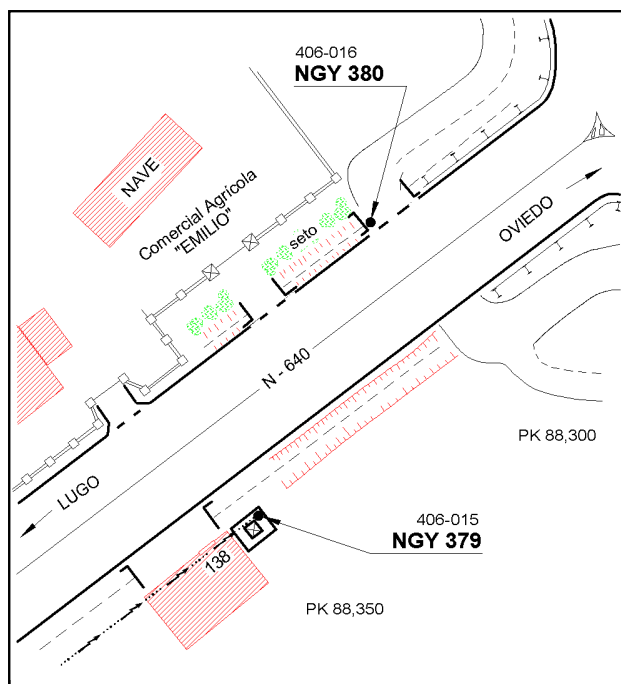 406-016
NGY 380
NAVE
Comercial Agrícola
"EMILIO"
seto
OVIEDO
N - 640
PK 88,300
LUGO
406-015
NGY 379
138
PK 88,350